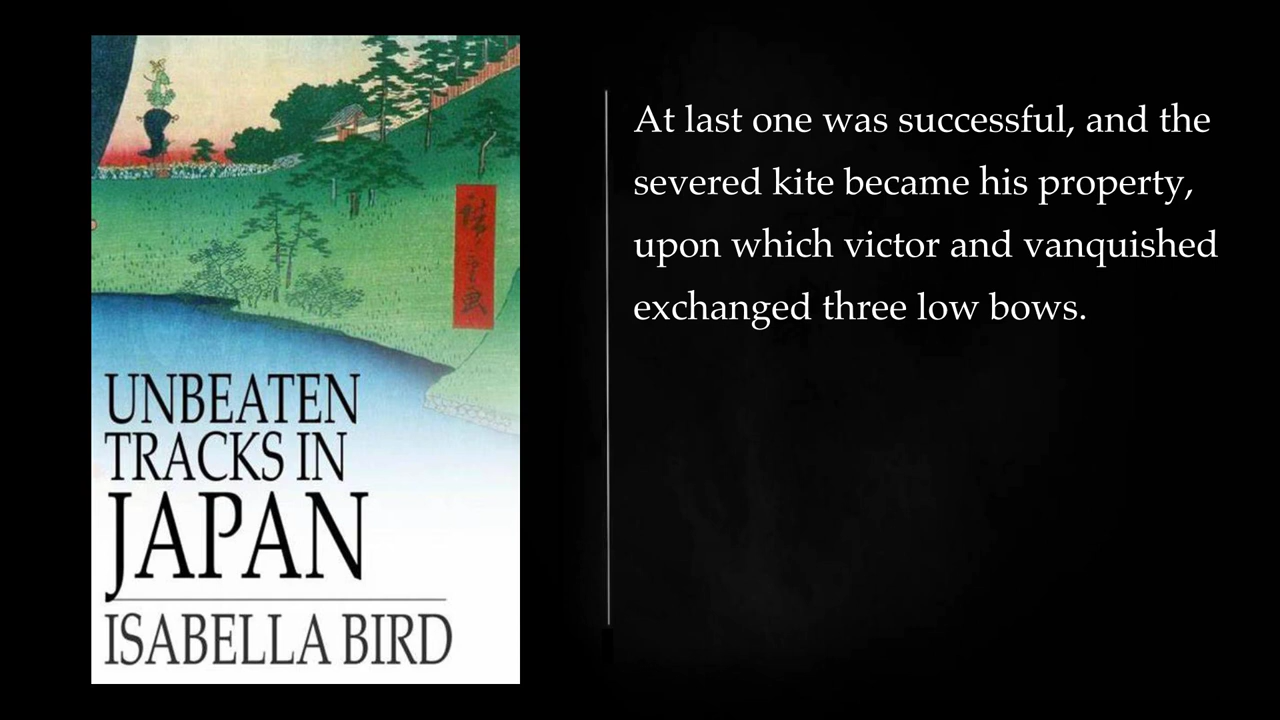 UNBEATEN
TRACKS IN
JAPAN
ISABELLA BIRD
At last one was successful, and the
severed kite became his property,
upon which victor and vanquished
exchanged three low bows.